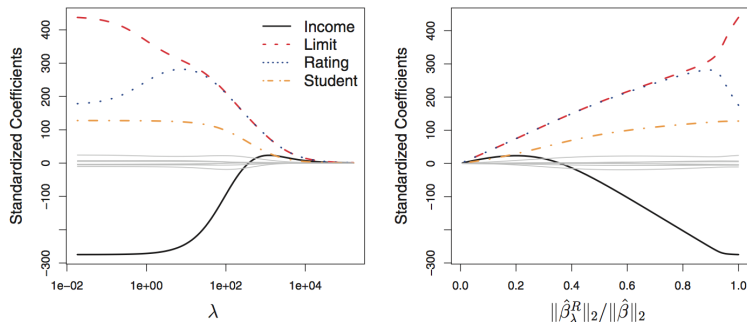 Income
Limit
Rating
Student
Standardized Coefficients
−300 −100 0 100 200 300 400
1e−02 1e+00 1e+02 1e+04
λ
Standardized Coefficients
−300 −100 0 100 200 300 400
0.0 0.2 0.4 0.6 0.8 1.0
‖β̂λᴿ‖₂/‖β̂‖₂